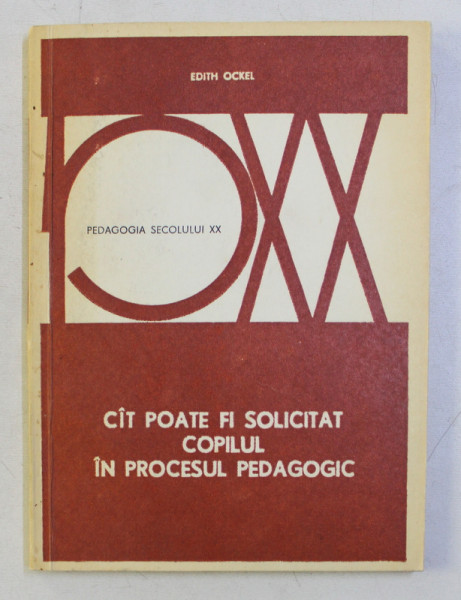 EDITH OCKEL
PEDAGOGIA SECOLULUI XX
CÎT POATE FI SOLICITAT
COPILUL
ÎN PROCESUL PEDAGOGIC